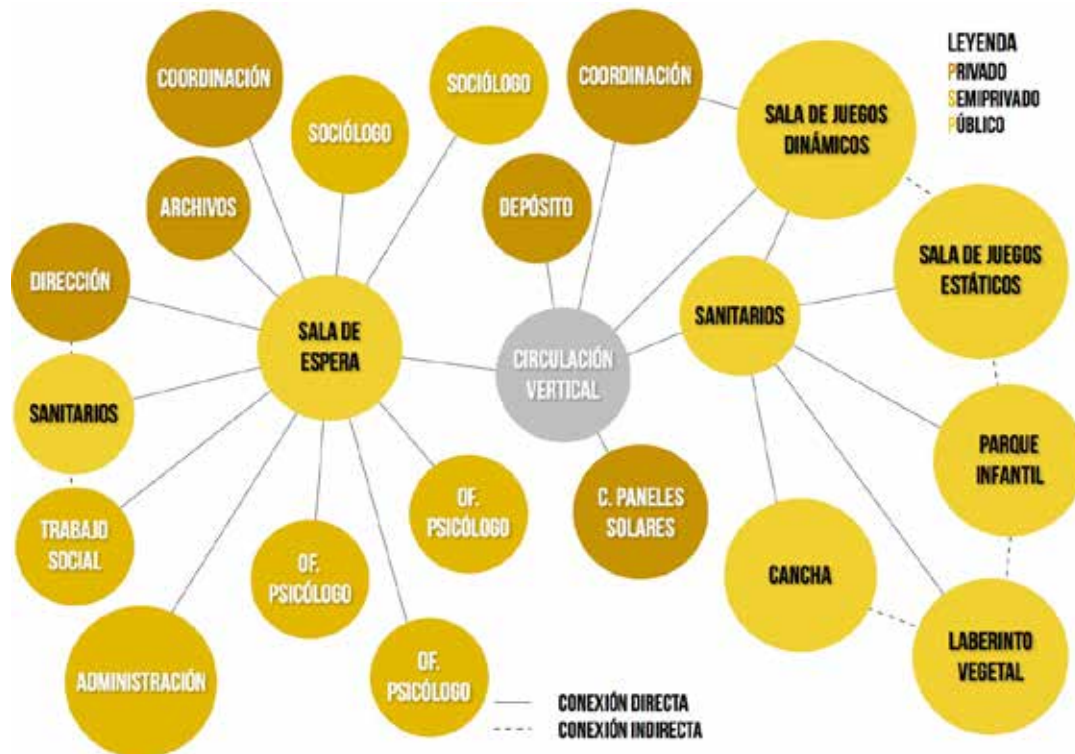 COORDINACIÓN
SOCIÓLOGO
SOCIÓLOGO
COORDINACIÓN
SALA DE JUEGOS
DINÁMICOS
LEYENDA
PRIVADO
SEMIPRIVADO
PÚBLICO
ARCHIVOS
DEPÓSITO
DIRECCIÓN
SALA DE
ESPERA
CIRCULACIÓN
VERTICAL
SANITARIOS
SALA DE JUEGOS
ESTÁTICOS
SANITARIOS
PARQUE
INFANTIL
TRABAJO
SOCIAL
OF.
PSICÓLOGO
OF.
PSICÓLOGO
C. PANELES
SOLARES
CANCHA
ADMINISTRACIÓN
OF.
PSICÓLOGO
LABERINTO
VEGETAL
CONEXIÓN DIRECTA
CONEXIÓN INDIRECTA